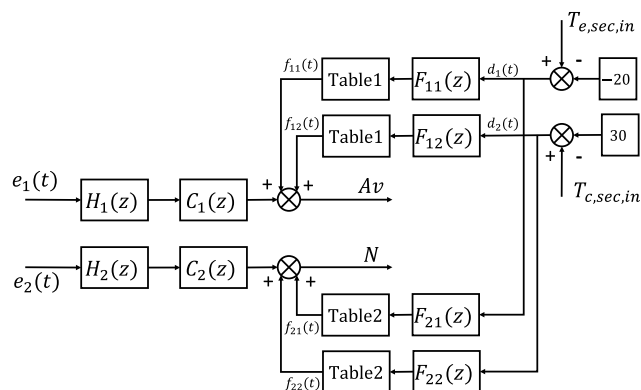 T_{e,sec,in}
f_{11}(t) Table1 F_{11}(z) d_1(t) + - −20
f_{12}(t) Table1 F_{12}(z) d_2(t) + - 30
T_{c,sec,in}
e_1(t) H_1(z) C_1(z) + + + Av
e_2(t) H_2(z) C_2(z) + + + N
f_{21}(t) Table2 F_{21}(z)
f_{22}(t) Table2 F_{22}(z)